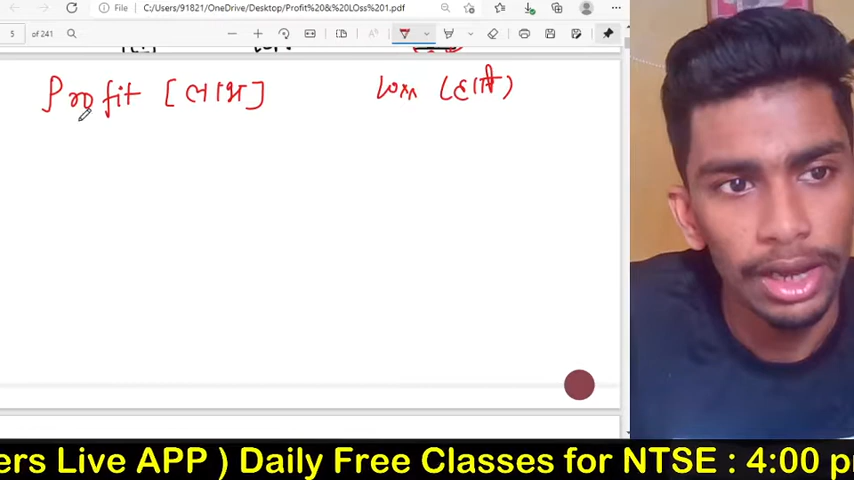 C:/Users/91821/OneDrive/Desktop/Profit%20&%20LOss%201.pdf
5 of 241
Profit [लाभ] Loss (हानि)
ers Live APP ) Daily Free Classes for NTSE : 4:00 p